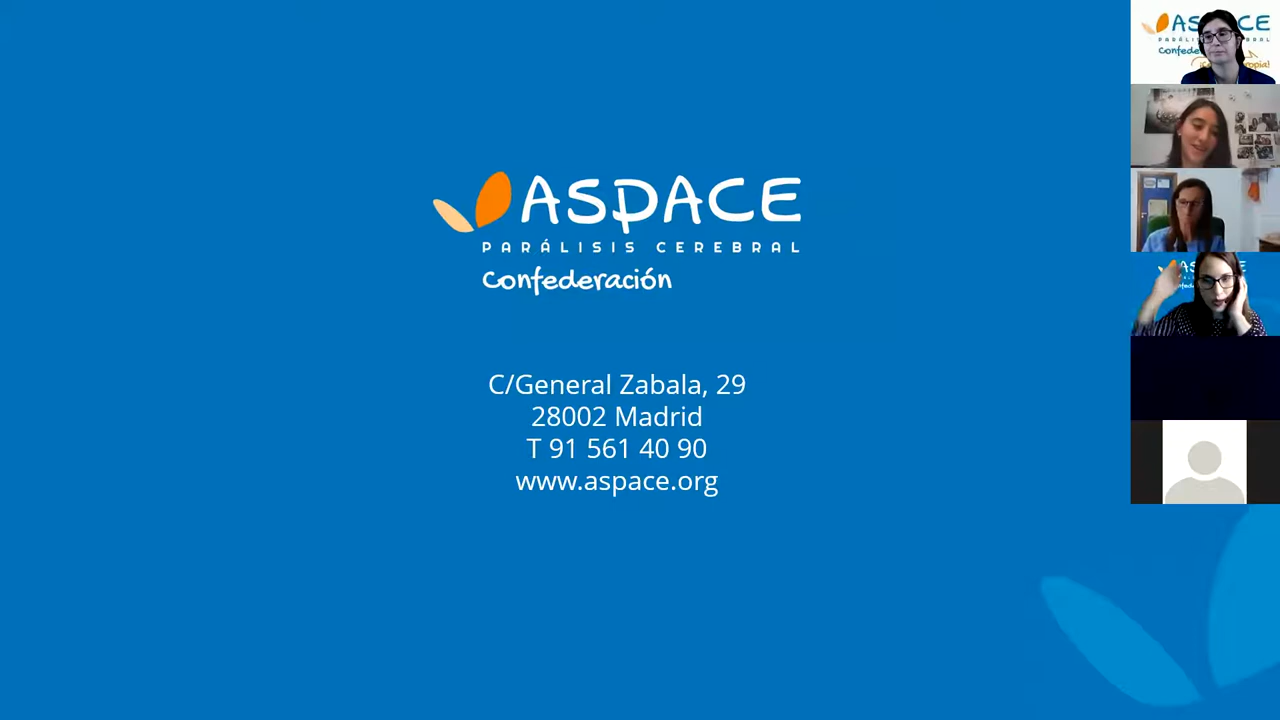 ASPACE
PARÁLISIS CEREBRAL
Confederación
C/General Zabala, 29
28002 Madrid
T 91 561 40 90
www.aspace.org